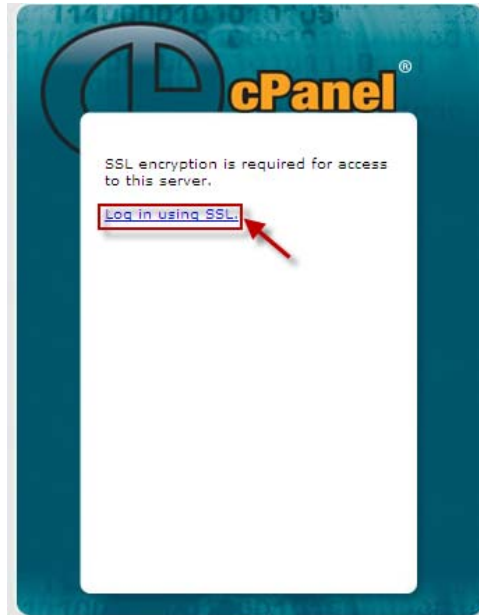 cPanel®
SSL encryption is required for access
to this server.
Log in using SSL.